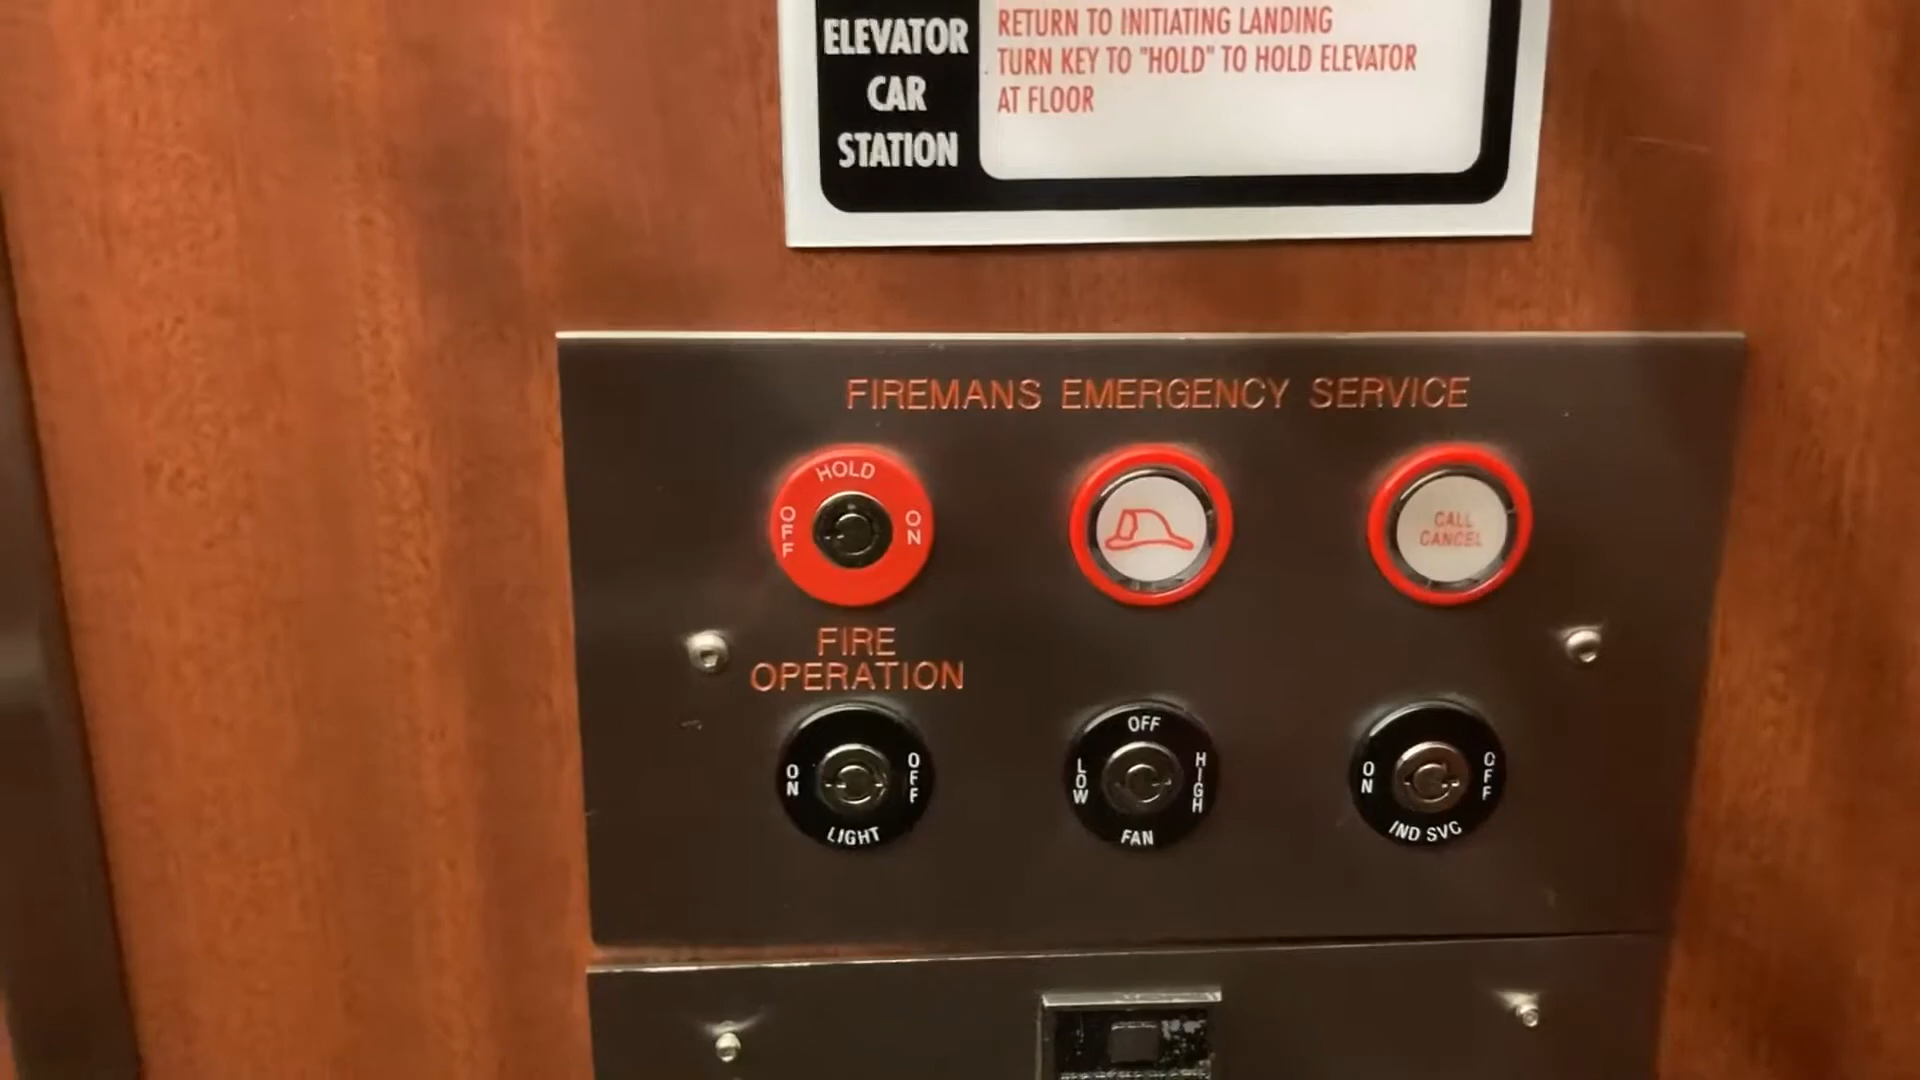 ELEVATOR
CAR
STATION
RETURN TO INITIATING LANDING
TURN KEY TO "HOLD" TO HOLD ELEVATOR
AT FLOOR
FIREMANS EMERGENCY SERVICE
HOLD
OFF
ON
CALL
CANCEL
FIRE
OPERATION
ON
OFF
LIGHT
OFF
LOW
HIGH
FAN
ON
OFF
IND SVC